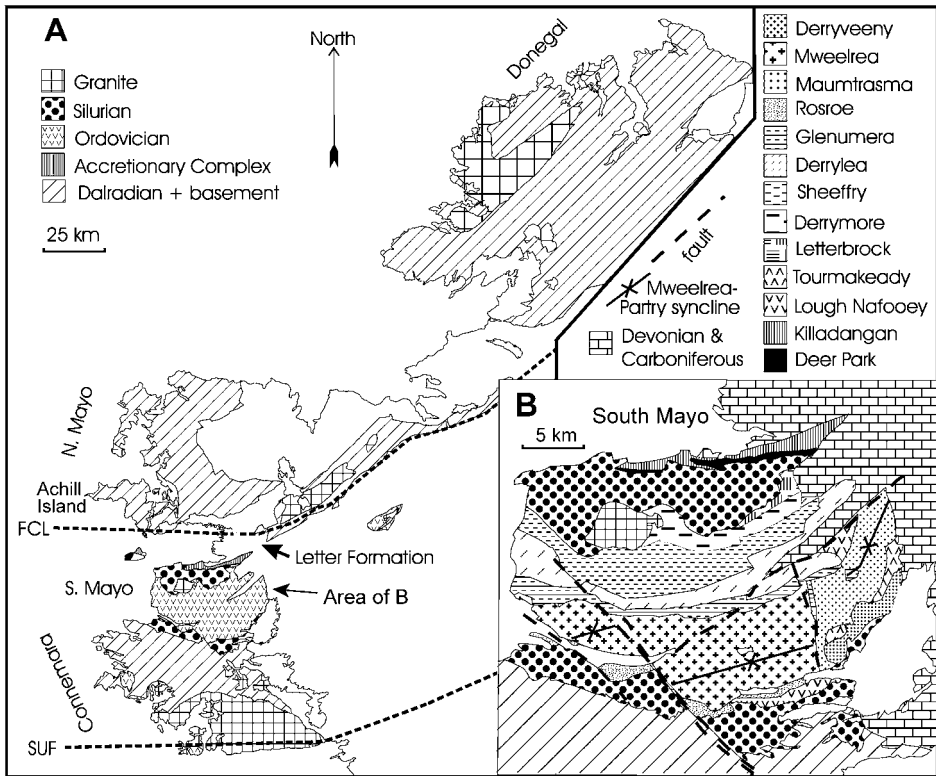 A
North
Granite
Silurian
Ordovician
Accretionary Complex
Dalradian + basement
25 km
Donegal
fault
Mweelrea-
Partry syncline
Devonian &
Carboniferous
Derryveeny
Mweelrea
Maumtrasma
Rosroe
Glenumera
Derrylea
Sheeffry
Derrymore
Letterbrock
Tourmakeady
Lough Nafooey
Killadangan
Deer Park
N. Mayo
Achill
Island
FCL
Letter Formation
S. Mayo
Area of B
Connemara
SUF
B
South Mayo
5 km